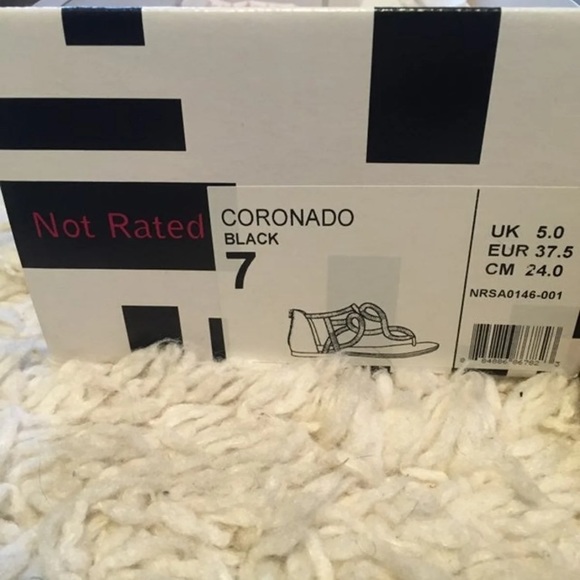 Not Rated
CORONADO
BLACK
7
UK 5.0
EUR 37.5
CM 24.0
NRSA0146-001